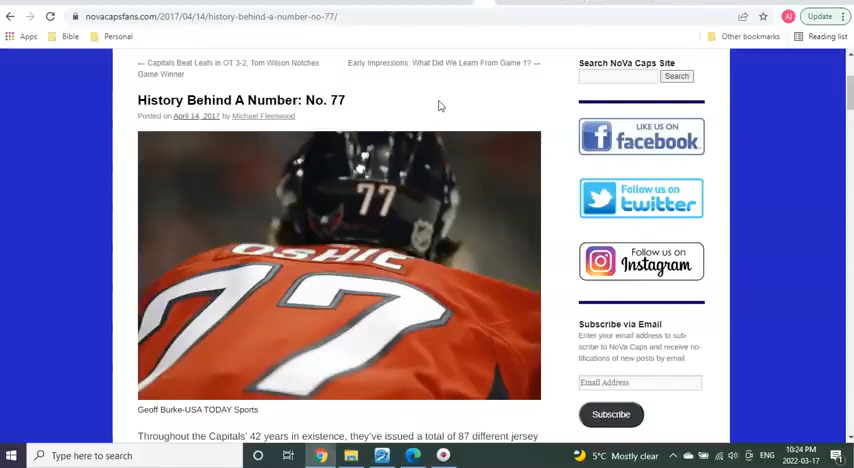 novacapsfans.com/2017/04/14/history-behind-a-number-no-77/
AI
Update
Apps
Bible
Personal
Other bookmarks
Reading list
← Capitals Beat Leafs in OT 3-2, Tom Wilson Notches
Game Winner
Early Impressions: What Did We Learn From Game 1? →
History Behind A Number: No. 77
Posted on April 14, 2017 by Michael Fleetwood
77
OSHIE
77
Geoff Burke-USA TODAY Sports
Throughout the Capitals' 42 years in existence, they've issued a total of 87 different jersey
Search NoVa Caps Site
Search
LIKE US ON
facebook
Follow us on
twitter
Follow us on
Instagram
Subscribe via Email
Enter your email address to sub-
scribe to NoVa Caps and receive no-
tifications of new posts by email
Email Address
Subscribe
Type here to search
5°C Mostly clear
ENG
10:24 PM
2022-03-17